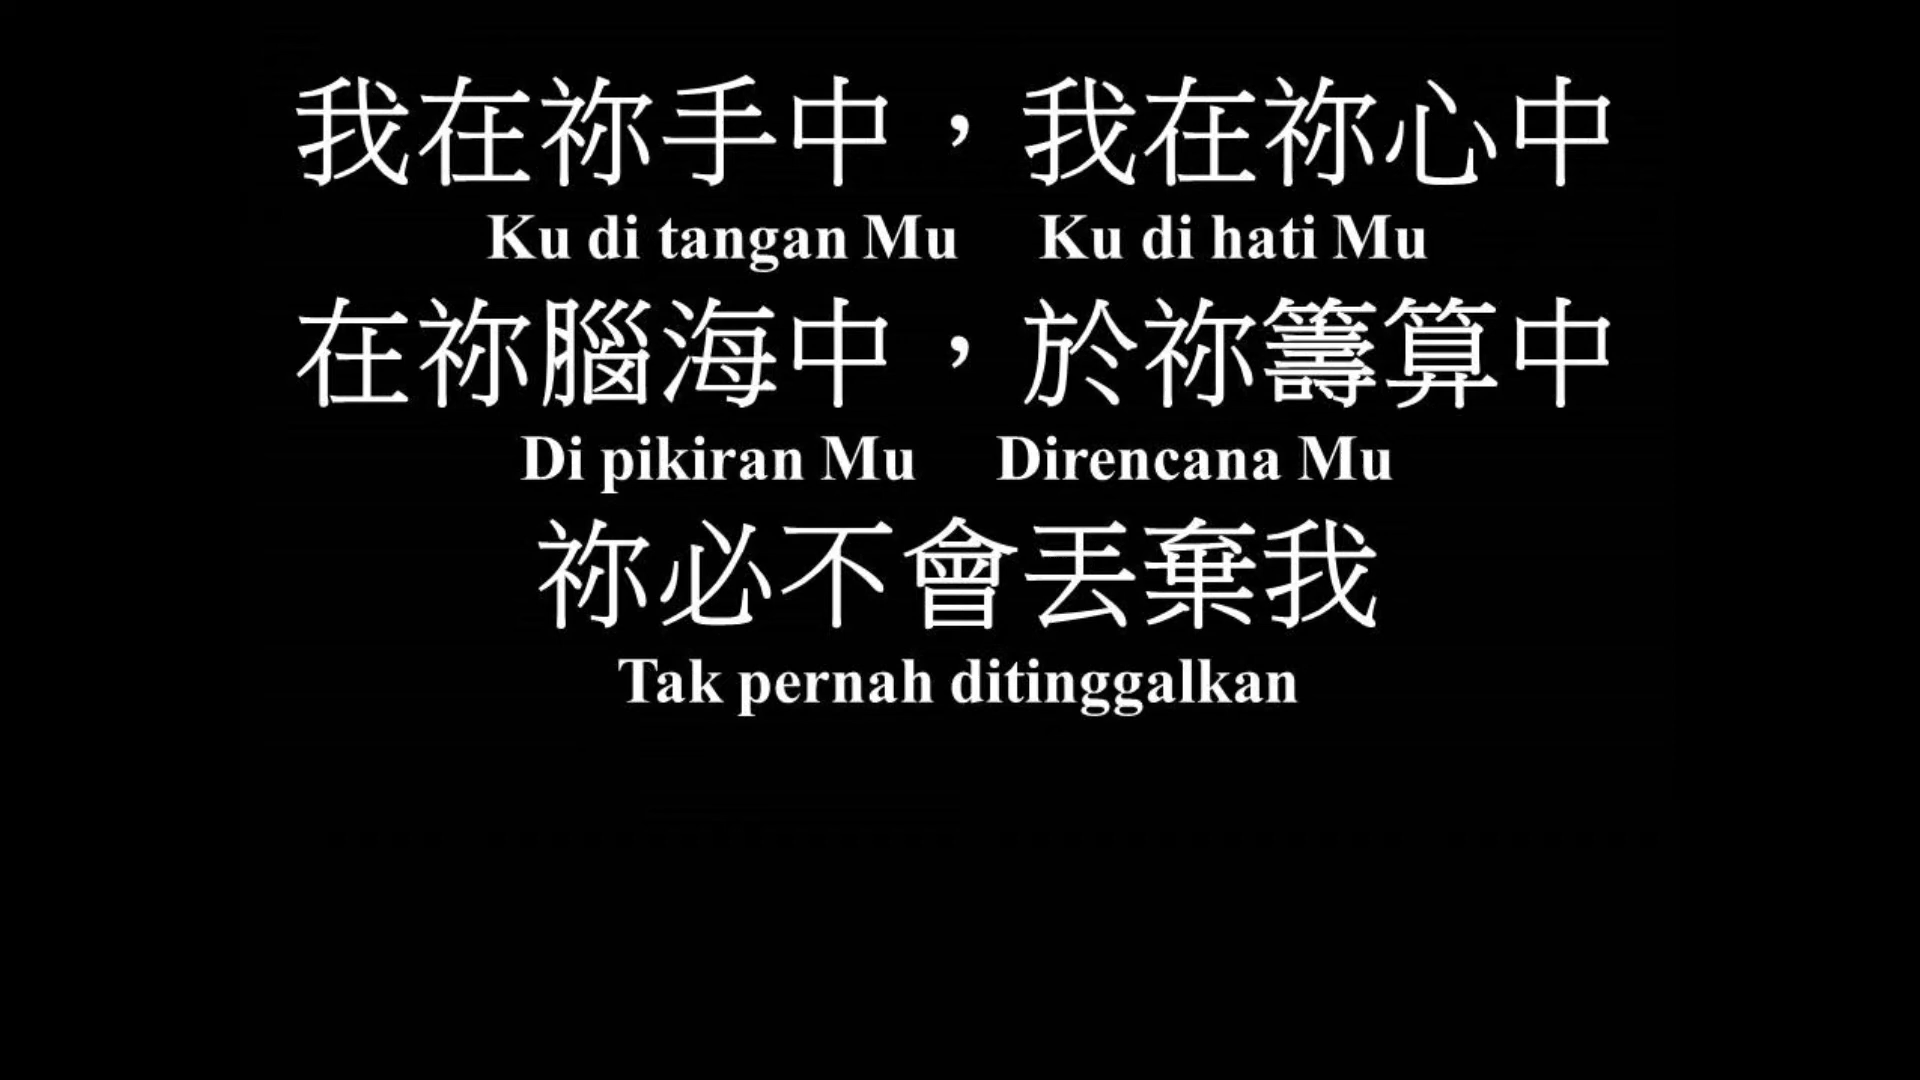 我在祢手中，我在祢心中
Ku di tangan Mu Ku di hati Mu
在祢腦海中，於祢籌算中
Di pikiran Mu Direncana Mu
祢必不會丟棄我
Tak pernah ditinggalkan